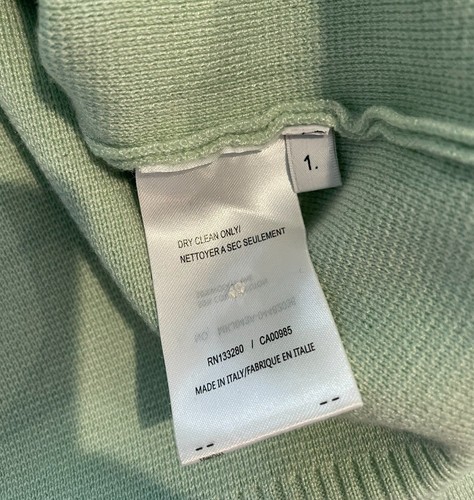 1.
DRY CLEAN ONLY/
NETTOYER A SEC SEULEMENT
RN133280 / CA00985
MADE IN ITALY/FABRIQUE EN ITALIE